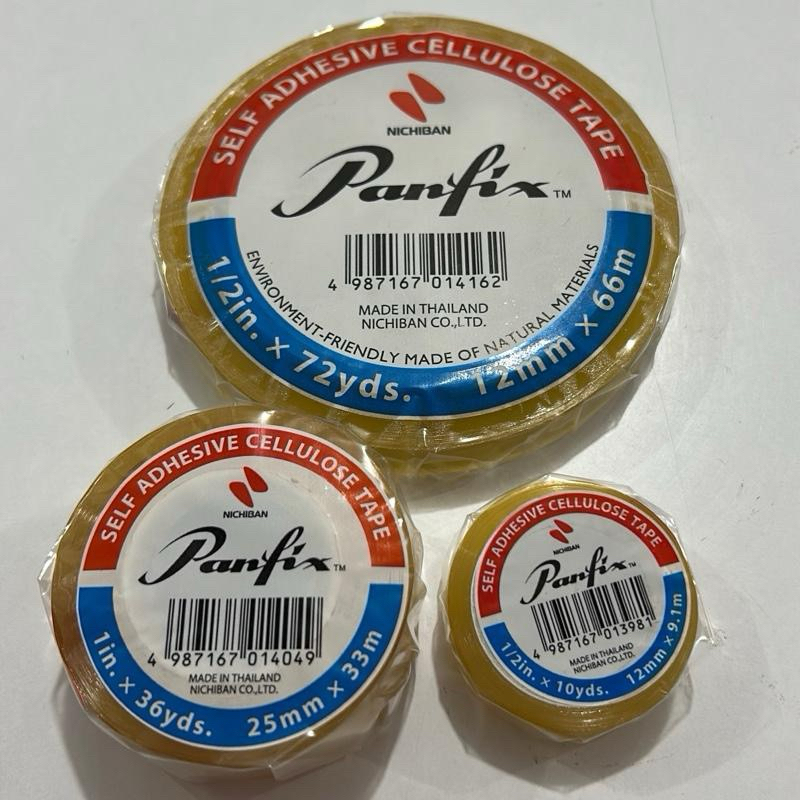 SELF ADHESIVE CELLULOSE TAPE
NICHIBAN
Panfix™
4 987167 014162
MADE IN THAILAND
NICHIBAN CO.,LTD.
ENVIRONMENT-FRIENDLY MADE OF NATURAL MATERIALS
1/2in. × 72yds. 12mm × 66m
SELF ADHESIVE CELLULOSE TAPE
NICHIBAN
Panfix™
4 987167 014049
MADE IN THAILAND
NICHIBAN CO.,LTD.
1in. × 36yds. 25mm × 33m
SELF ADHESIVE CELLULOSE TAPE
NICHIBAN
Panfix™
4 987167 013981
MADE IN THAILAND
NICHIBAN CO.,LTD.
1/2in. × 10yds. 12mm × 9.1m